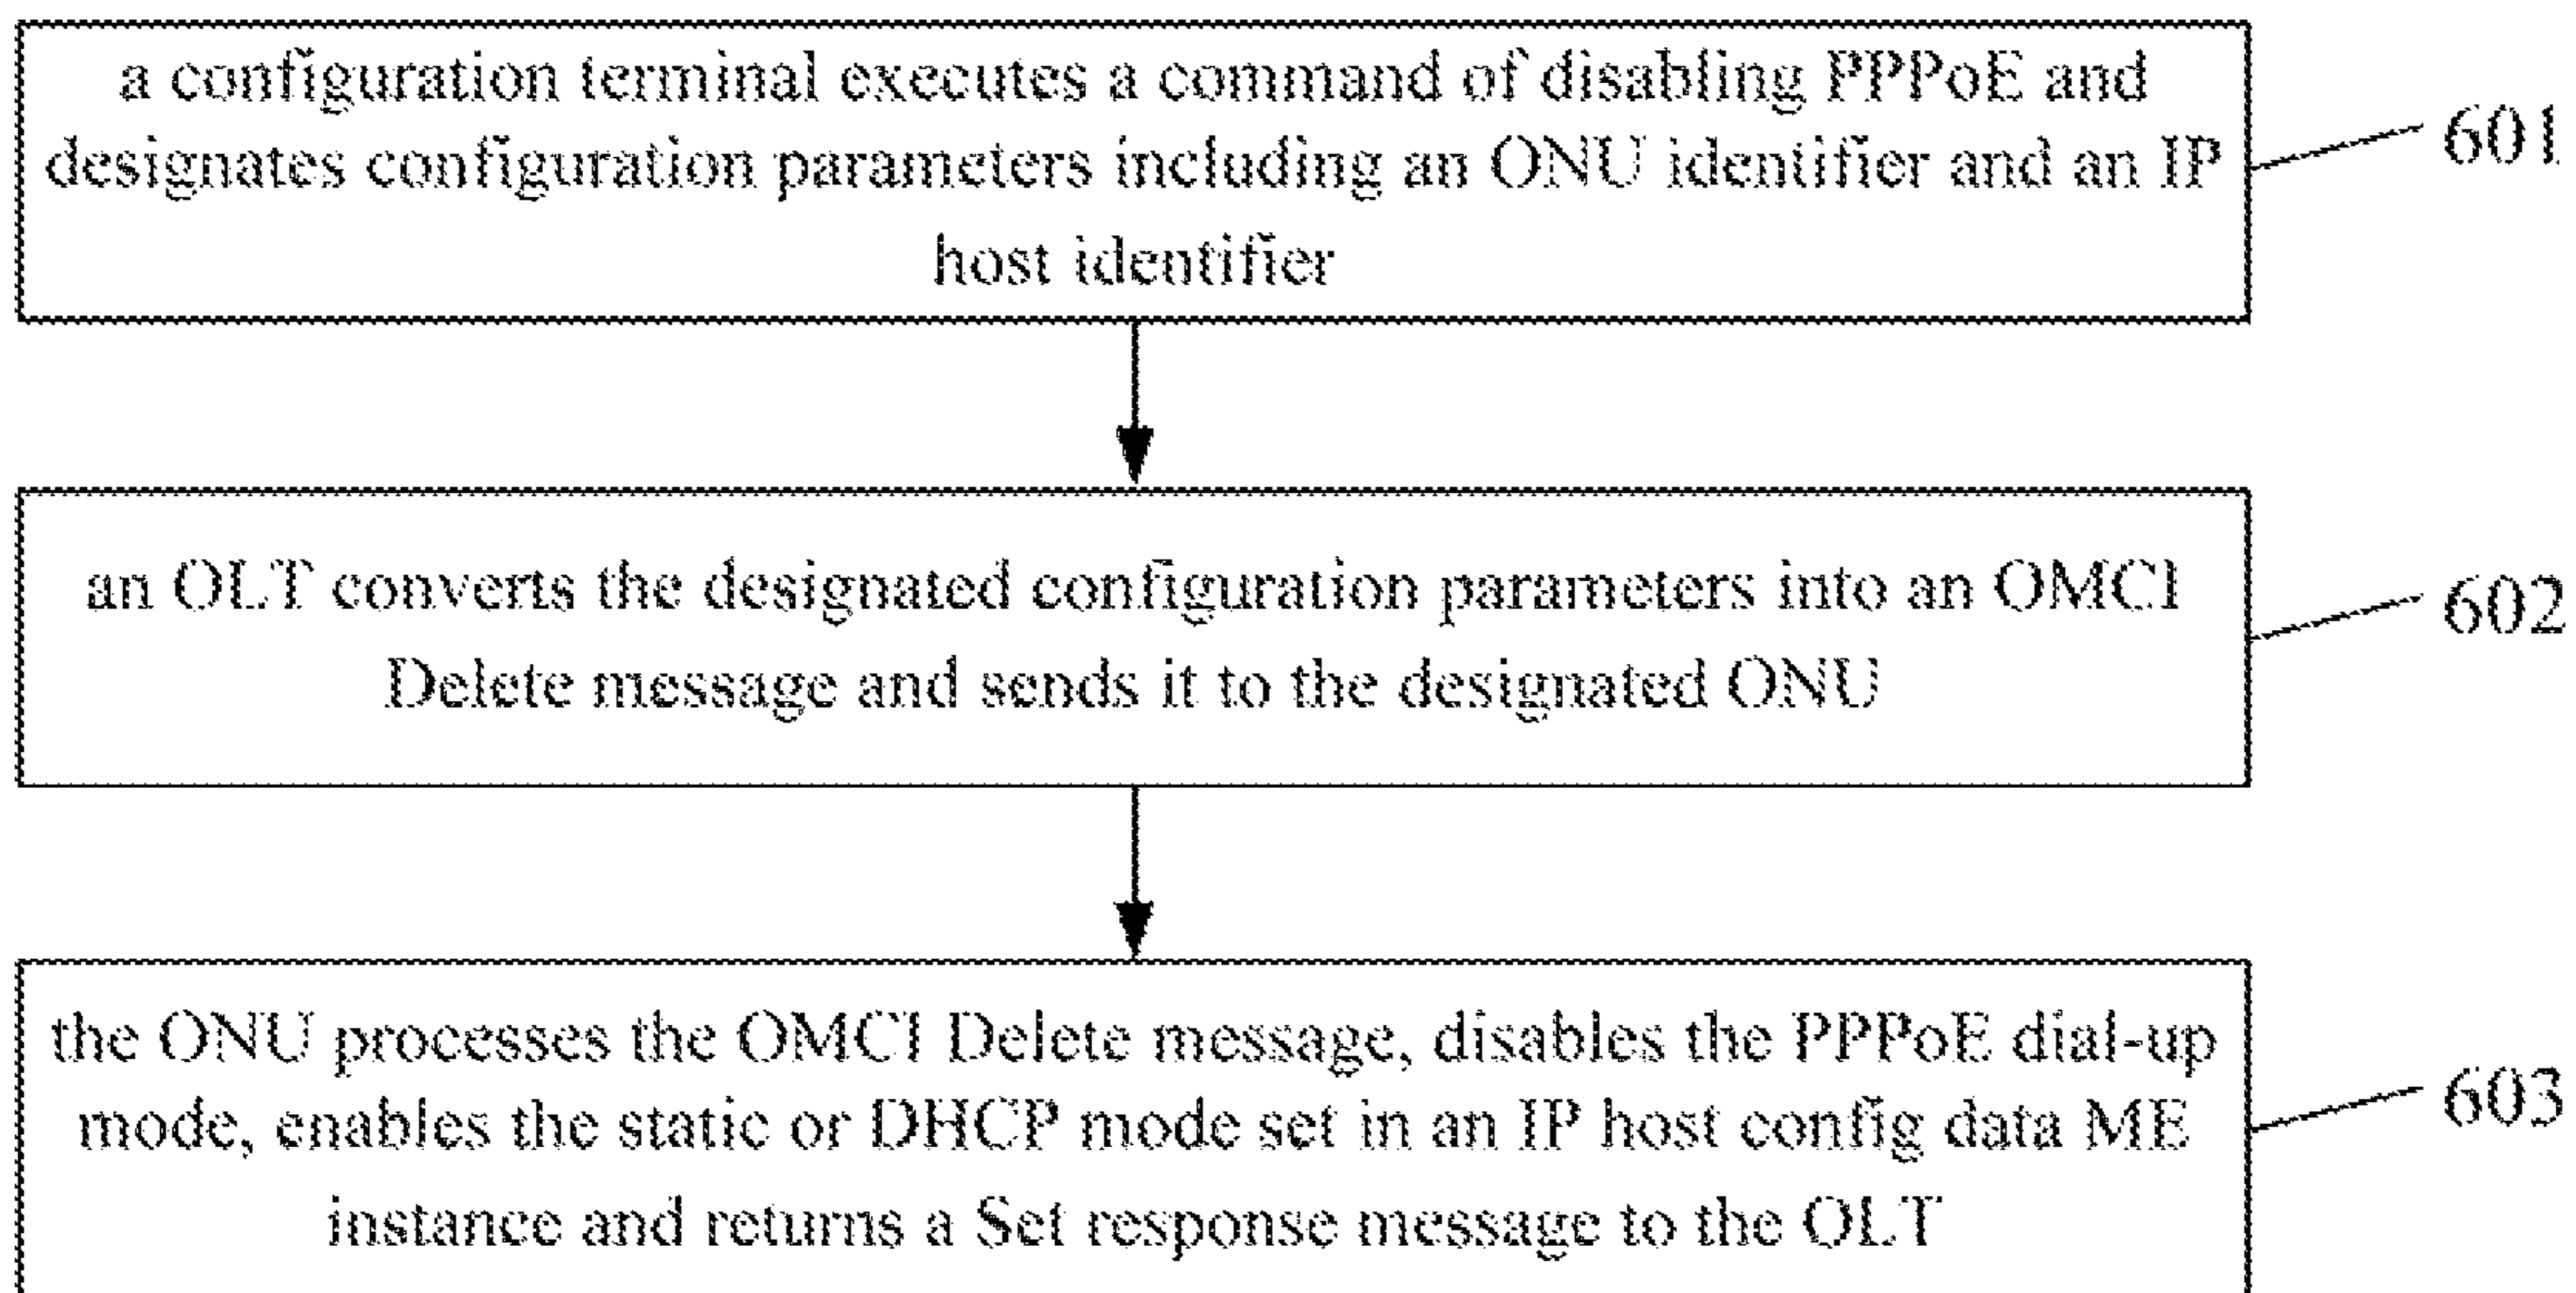 a configuration terminal executes a command of disabling PPPoE and
designates configuration parameters including an ONU identifier and an IP
host identifier
601
an OLT converts the designated configuration parameters into an OMCI
Delete message and sends it to the designated ONU
602
the ONU processes the OMCI Delete message, disables the PPPoE dial-up
mode, enables the static or DHCP mode set in an IP host config data ME
instance and returns a Set response message to the OLT
603